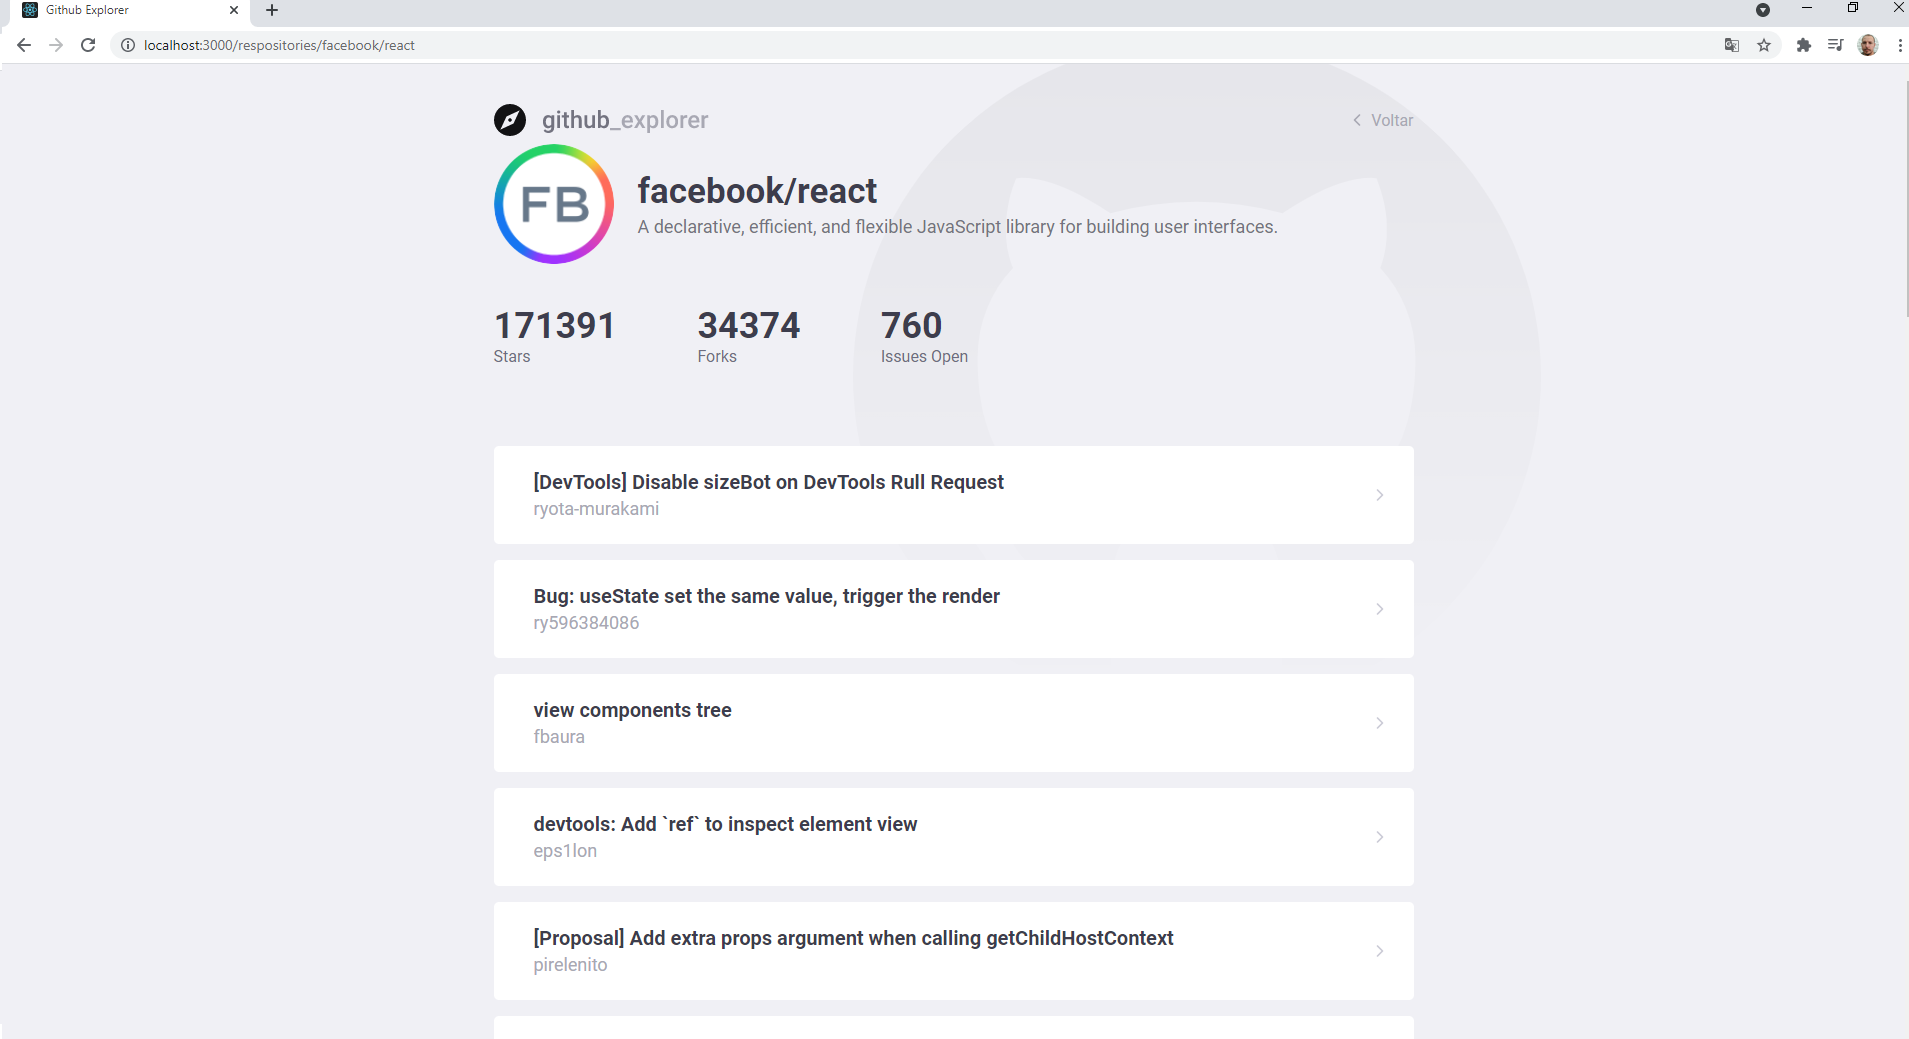 Github Explorer
localhost:3000/respositories/facebook/react
github_explorer
Voltar
FB
facebook/react
A declarative, efficient, and flexible JavaScript library for building user interfaces.
171391
34374
760
Stars
Forks
Issues Open
[DevTools] Disable sizeBot on DevTools Rull Request
ryota-murakami
Bug: useState set the same value, trigger the render
ry596384086
view components tree
fbaura
devtools: Add `ref` to inspect element view
eps1lon
[Proposal] Add extra props argument when calling getChildHostContext
pirelenito